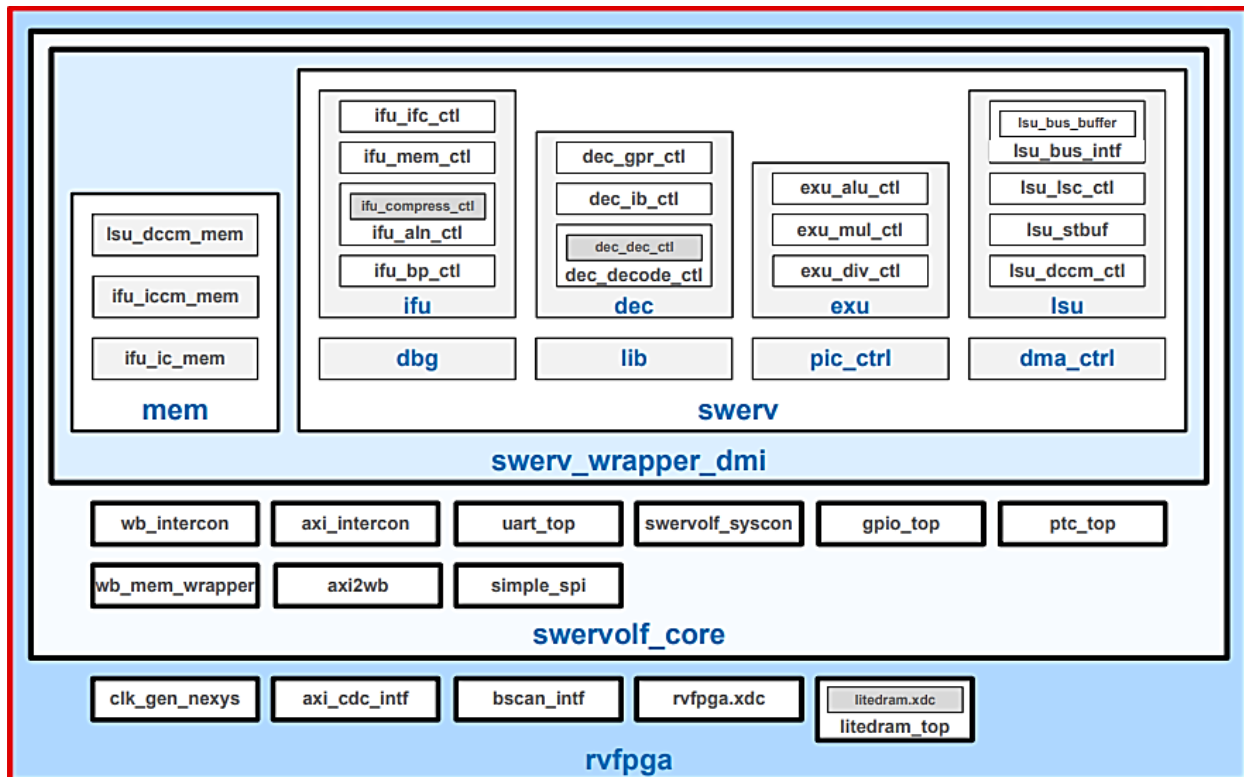 ifu_ifc_ctl
ifu_mem_ctl
ifu_compress_ctl
ifu_aln_ctl
ifu_bp_ctl
ifu
dec_gpr_ctl
dec_ib_ctl
dec_dec_ctl
dec_decode_ctl
dec
exu_alu_ctl
exu_mul_ctl
exu_div_ctl
exu
lsu_bus_buffer
lsu_bus_intf
lsu_lsc_ctl
lsu_stbuf
lsu_dccm_ctl
lsu
lsu_dccm_mem
ifu_iccm_mem
ifu_ic_mem
mem
dbg
lib
pic_ctrl
dma_ctrl
swerv
swerv_wrapper_dmi
wb_intercon
axi_intercon
uart_top
swervolf_syscon
gpio_top
ptc_top
wb_mem_wrapper
axi2wb
simple_spi
swervolf_core
clk_gen_nexys
axi_cdc_intf
bscan_intf
rvfpga.xdc
litedram.xdc
litedram_top
rvfpga